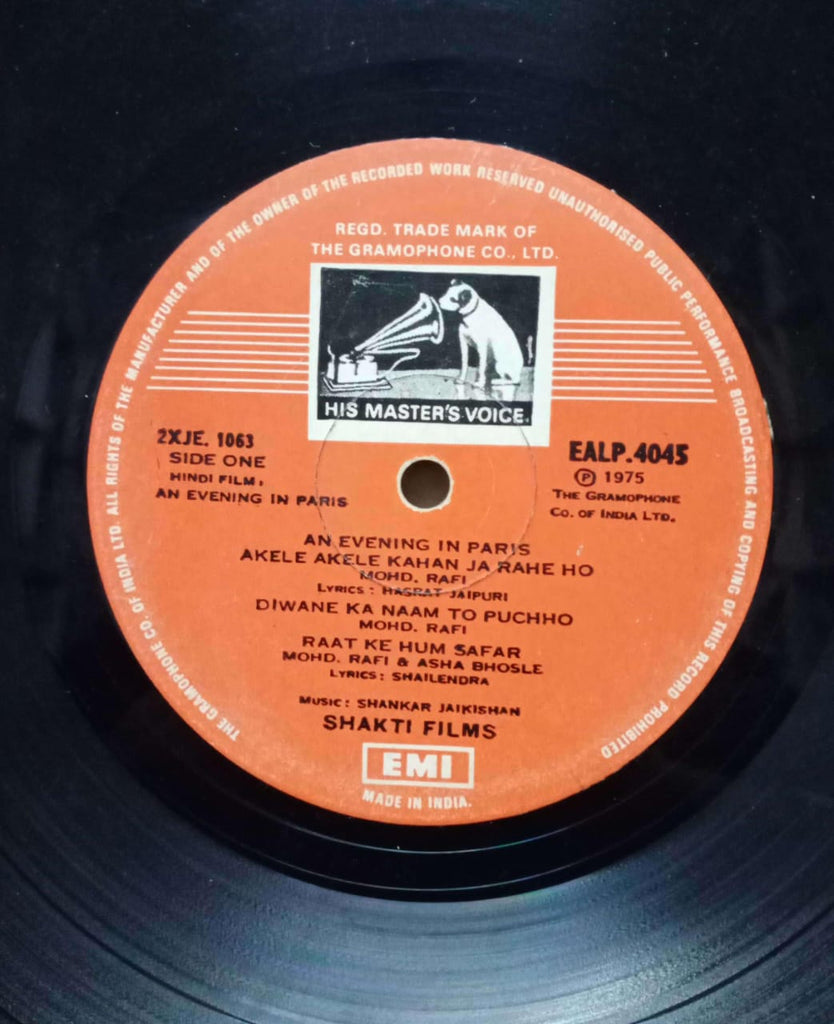 THE GRAMOPHONE CO. OF INDIA LTD. ALL RIGHTS OF THE MANUFACTURER AND OF THE OWNER OF THE RECORDED WORK RESERVED UNAUTHORISED PUBLIC PERFORMANCE BROADCASTING AND COPYING OF THIS RECORD PROHIBITED
REGD. TRADE MARK OF
THE GRAMOPHONE CO., LTD.
HIS MASTER'S VOICE
2XJE. 1063
SIDE ONE
HINDI FILM:
AN EVENING IN PARIS
EALP.4045
Ⓟ 1975
THE GRAMOPHONE
CO. OF INDIA LTD.
AN EVENING IN PARIS
AKELE AKELE KAHAN JA RAHE HO
MOHD. RAFI
LYRICS: HASRAT JAIPURI
DIWANE KA NAAM TO PUCHHO
MOHD. RAFI
RAAT KE HUM SAFAR
MOHD. RAFI & ASHA BHOSLE
LYRICS: SHAILENDRA
MUSIC: SHANKAR JAIKISHAN
SHAKTI FILMS
EMI
MADE IN INDIA.